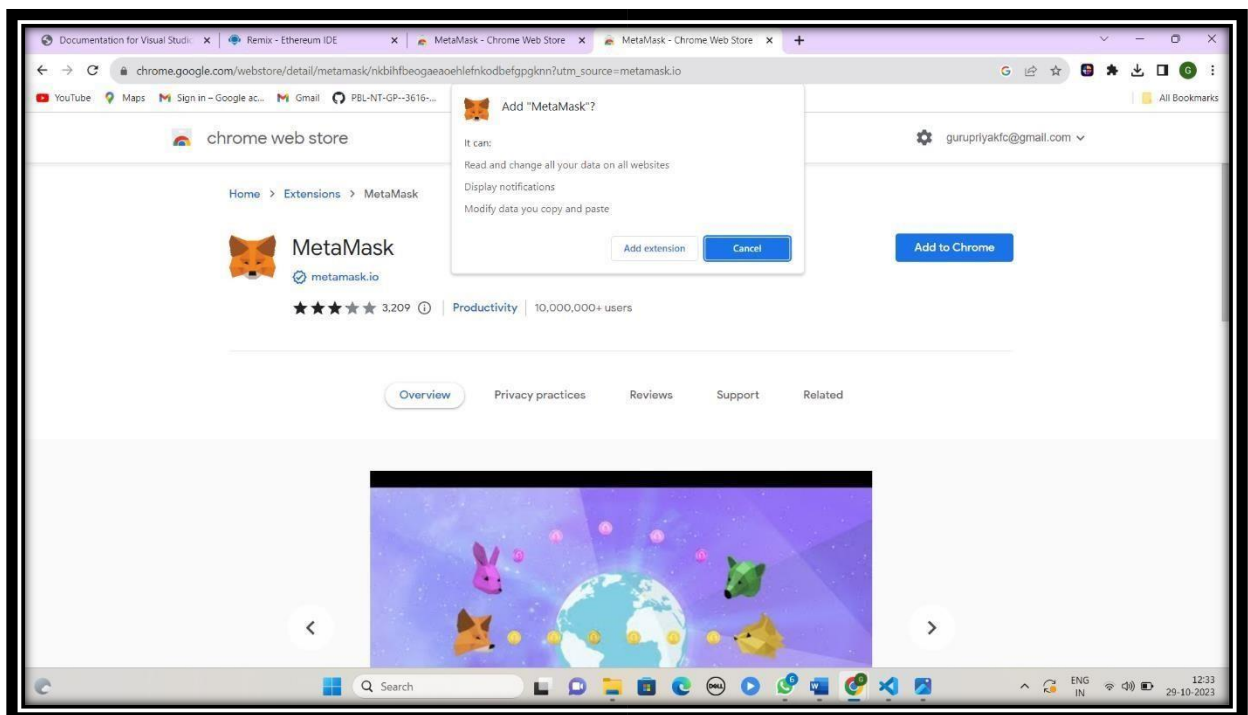 Documentation for Visual Studio
Remix - Ethereum IDE
MetaMask - Chrome Web Store
MetaMask - Chrome Web Store
chrome.google.com/webstore/detail/metamask/nkbihfbeogaeaoehlefnkodbefgpgknn?utm_source=metamask.io
G
YouTube
Maps
Sign in – Google ac...
Gmail
PBL-NT-GP--3616-...
All Bookmarks
Add "MetaMask"?
It can:
Read and change all your data on all websites
Display notifications
Modify data you copy and paste
Add extension
Cancel
chrome web store
gurupriyakfc@gmail.com
Home > Extensions > MetaMask
MetaMask
metamask.io
3,209
Productivity
10,000,000+ users
Add to Chrome
Overview
Privacy practices
Reviews
Support
Related
Search
DELL
6
ENG
IN
12:33
29-10-2023